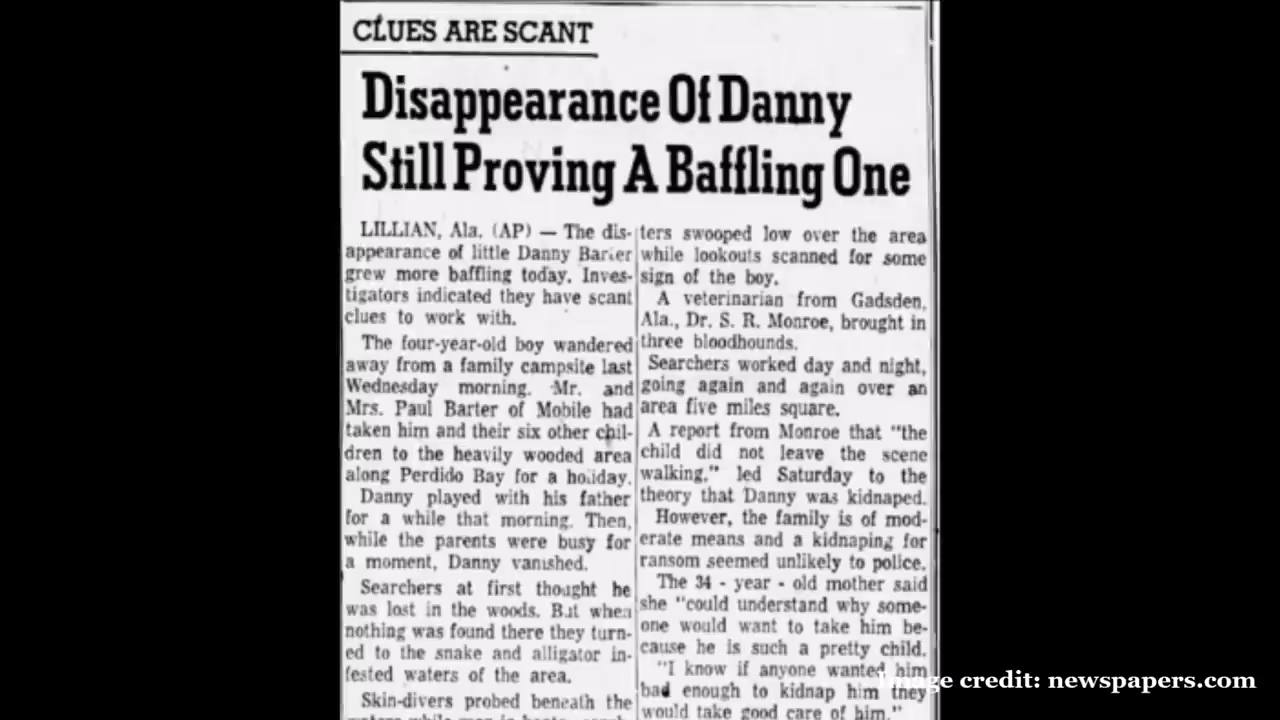 CLUES ARE SCANT
Disappearance Of Danny
Still Proving A Baffling One
LILLIAN, Ala. (AP) — The dis-
appearance of little Danny Barter
grew more baffling today. Inves-
tigators indicated they have scant
clues to work with.
The four-year-old boy wandered
away from a family campsite last
Wednesday morning. Mr. and
Mrs. Paul Barter of Mobile had
taken him and their six other chil-
dren to the heavily wooded area
along Perdido Bay for a holiday.
Danny played with his father
for a while that morning. Then,
while the parents were busy for
a moment, Danny vanished.
Searchers at first thought he
was lost in the woods. But when
nothing was found there they turn-
ed to the snake and alligator in-
fested waters of the area.
Skin-divers probed beneath the
waters while men in boats
ters swooped low over the area
while lookouts scanned for some
sign of the boy.
A veterinarian from Gadsden,
Ala., Dr. S. R. Monroe, brought in
three bloodhounds.
Searchers worked day and night,
going again and again over an
area five miles square.
A report from Monroe that "the
child did not leave the scene
walking," led Saturday to the
theory that Danny was kidnaped.
However, the family is of mod-
erate means and a kidnaping for
ransom seemed unlikely to police.
The 34 - year - old mother said
she "could understand why some-
one would want to take him be-
cause he is such a pretty child.
"I know if anyone wanted him
bad enough to kidnap him they
would take good care of him."
Image credit: newspapers.com